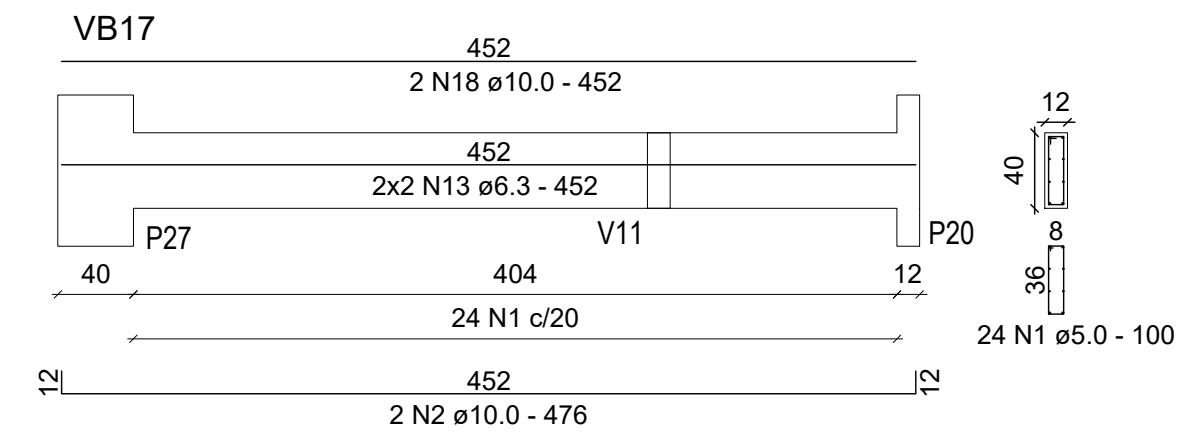 VB17
452
2 N18 ø10.0 - 452
12
452
40
2x2 N13 ø6.3 - 452
P27
V11
P20
8
40
404
12
36
24 N1 c/20
24 N1 ø5.0 - 100
12
452
12
2 N2 ø10.0 - 476